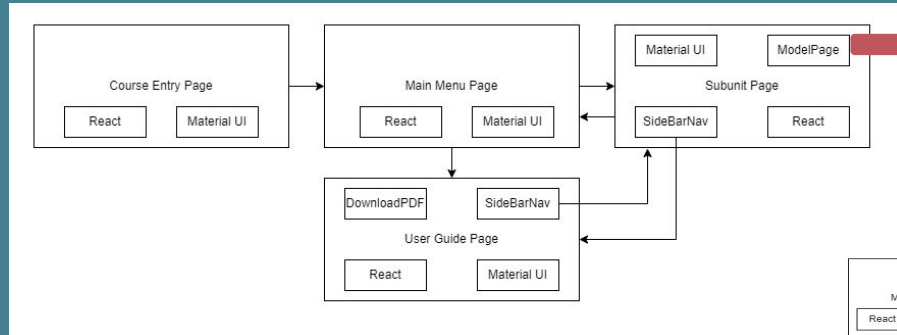 Course Entry Page
React
Material UI
Main Menu Page
React
Material UI
Material UI
ModelPage
Subunit Page
SideBarNav
React
DownloadPDF
SideBarNav
User Guide Page
React
Material UI
M
React